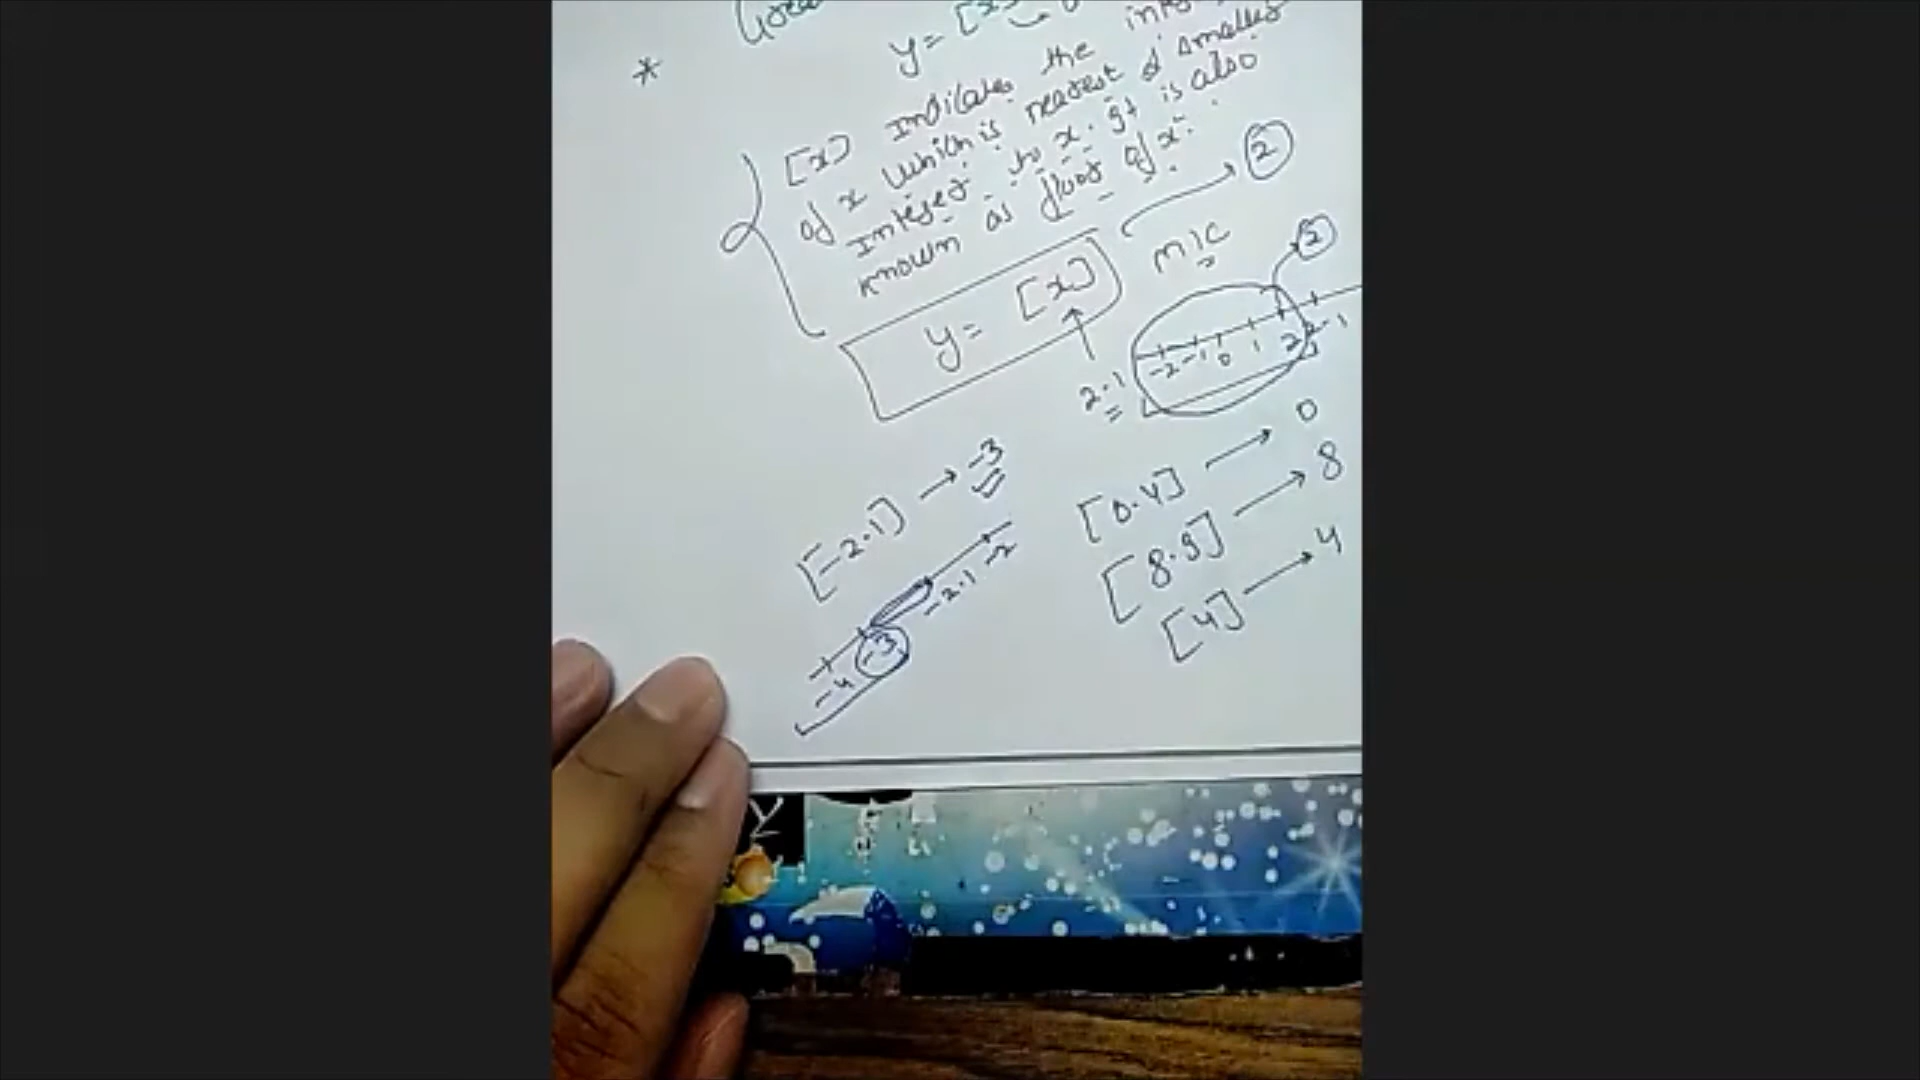 *
y= [x]
[x] Indicates the
of x which is nearest & smallest
integer to x. It is also
known as floor of x.
2
y= [x]
2.1
MIC
2
-2 -1 0 1 2 2.1
[-2.1] → -3
-4 -3 -2.1 -2
[0.4] → 0
[8.9] → 8
[4] → 4